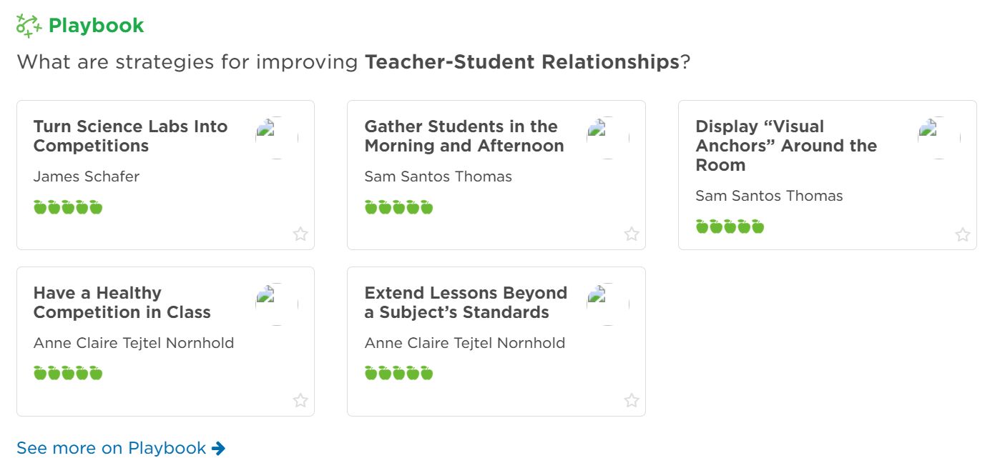 Playbook
What are strategies for improving Teacher-Student Relationships?
Turn Science Labs Into
Competitions
James Schafer
Gather Students in the
Morning and Afternoon
Sam Santos Thomas
Display “Visual
Anchors” Around the
Room
Sam Santos Thomas
Have a Healthy
Competition in Class
Anne Claire Tejtel Nornhold
Extend Lessons Beyond
a Subject’s Standards
Anne Claire Tejtel Nornhold
See more on Playbook